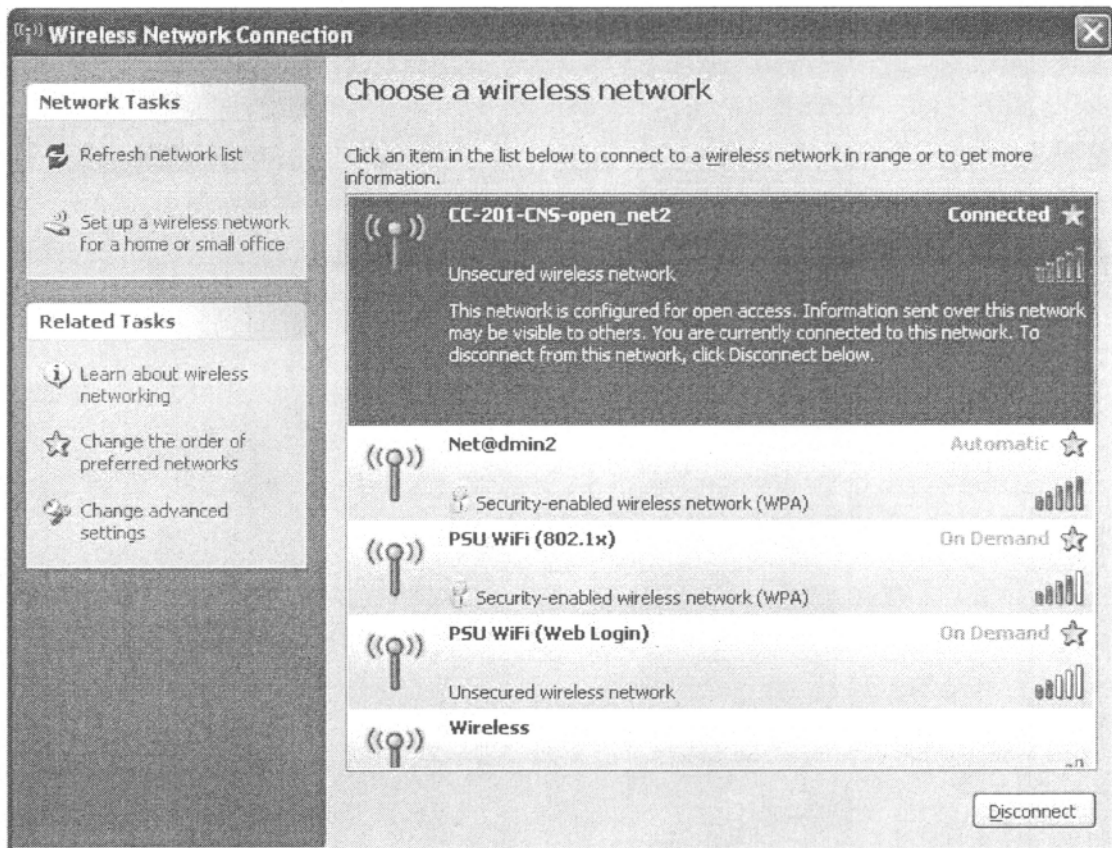 Wireless Network Connection
Network Tasks
Refresh network list
Set up a wireless network
for a home or small office
Related Tasks
Learn about wireless
networking
Change the order of
preferred networks
Change advanced
settings
Choose a wireless network
Click an item in the list below to connect to a wireless network in range or to get more
information.
CC-201-CNS-open_net2 Connected
Unsecured wireless network
This network is configured for open access. Information sent over this network
may be visible to others. You are currently connected to this network. To
disconnect from this network, click Disconnect below.
Net@dmin2 Automatic
Security-enabled wireless network (WPA)
PSU WiFi (802.1x) On Demand
Security-enabled wireless network (WPA)
PSU WiFi (Web Login) On Demand
Unsecured wireless network
Wireless
Disconnect